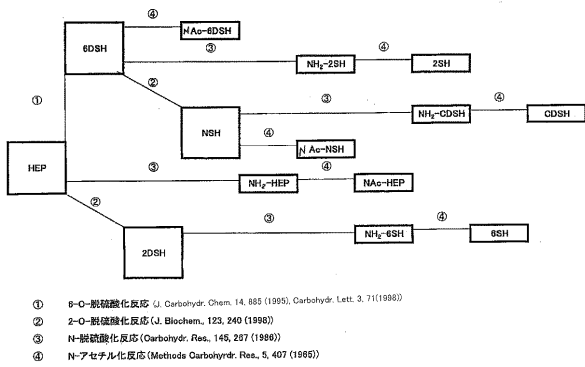 ④
NAc-6DSH
6DSH
③
④
NH₂-2SH
2SH
②
①
③
④
NH₂-CDSH
CDSH
NSH
④
NAc-NSH
HEP
③
④
NH₂-HEP
NAc-HEP
②
③
④
NH₂-6SH
6SH
2DSH
① 6-O-脱硫酸化反応 (J. Carbohydr. Chem. 14, 885 (1995), Carbohydr. Lett. 3, 71(1998))
② 2-O-脱硫酸化反応(J. Biochem., 123, 240 (1998))
③ N-脱硫酸化反応(Carbohydr. Res., 145, 267 (1986))
④ N-アセチル化反応(Methods Carbohyrdr. Res., 5, 407 (1965))